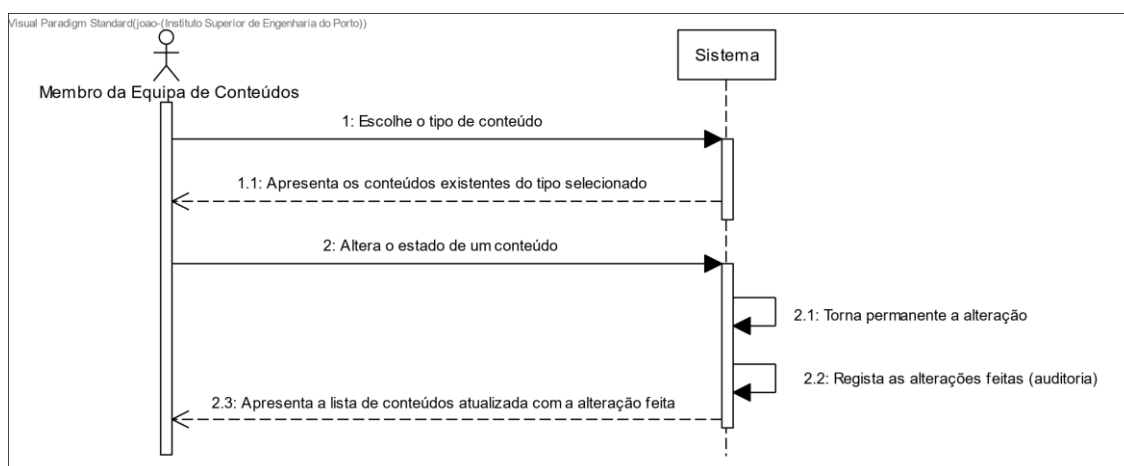 Visual Paradigm Standard(joao-(Instituto Superior de Engenharia do Porto))
Sistema
Membro da Equipa de Conteúdos
1: Escolhe o tipo de conteúdo
1.1: Apresenta os conteúdos existentes do tipo selecionado
2: Altera o estado de um conteúdo
2.1: Torna permanente a alteração
2.2: Regista as alterações feitas (auditoria)
2.3: Apresenta a lista de conteúdos atualizada com a alteração feita